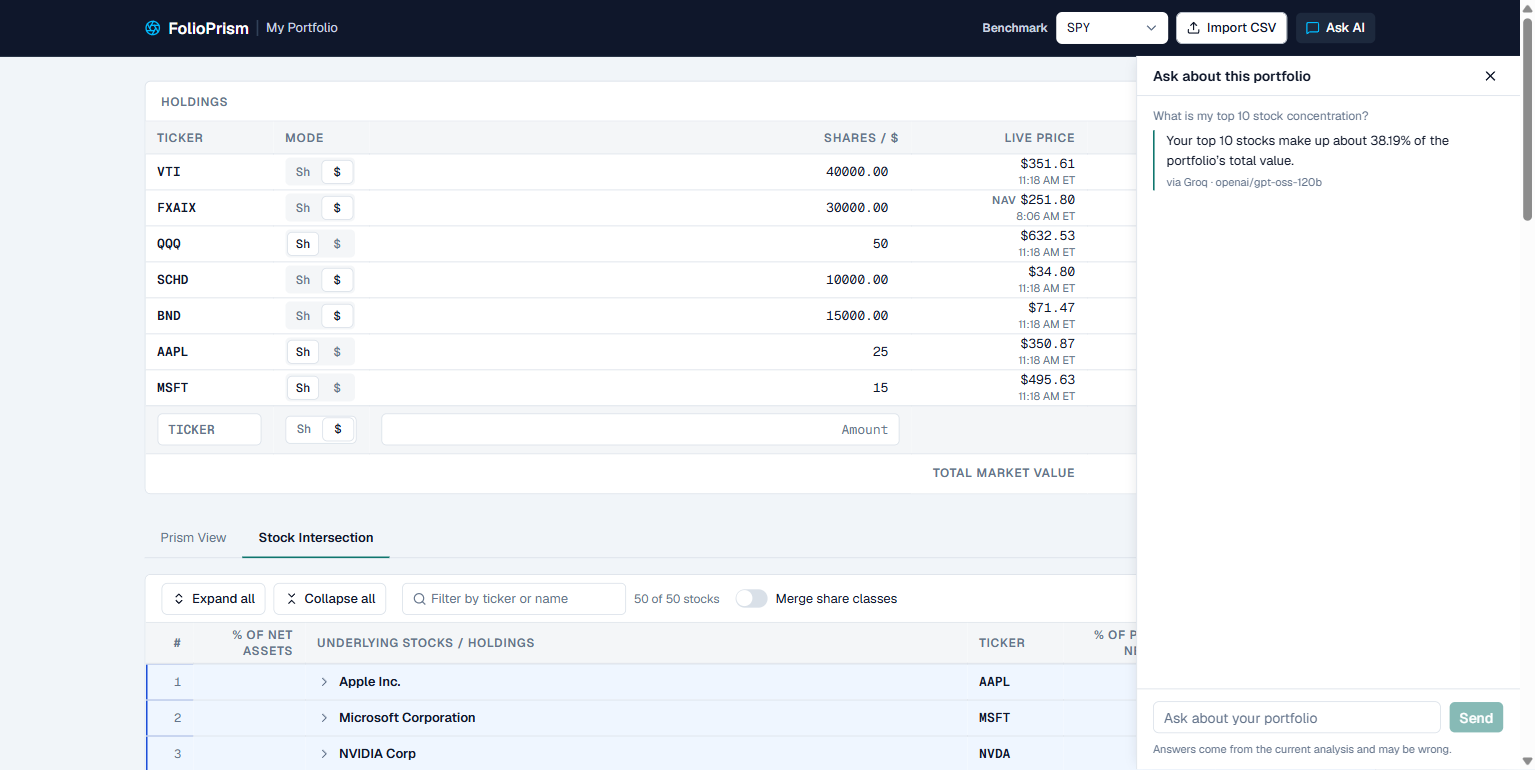 FolioPrism My Portfolio Benchmark SPY Import CSV Ask AI
HOLDINGS
TICKER MODE SHARES / $ LIVE PRICE
VTI Sh $ 40000.00 $351.61
11:18 AM ET
FXAIX Sh $ 30000.00 NAV $251.80
8:06 AM ET
QQQ Sh $ 50 $632.53
11:18 AM ET
SCHD Sh $ 10000.00 $34.80
11:18 AM ET
BND Sh $ 15000.00 $71.47
11:18 AM ET
AAPL Sh $ 25 $350.87
11:18 AM ET
MSFT Sh $ 15 $495.63
11:18 AM ET
TICKER Sh $ Amount
TOTAL MARKET VALUE
Prism View Stock Intersection
Expand all Collapse all Filter by ticker or name 50 of 50 stocks Merge share classes
# % OF NET ASSETS UNDERLYING STOCKS / HOLDINGS TICKER % OF P
NI
1 Apple Inc. AAPL
2 Microsoft Corporation MSFT
3 NVIDIA Corp NVDA
Ask about this portfolio
What is my top 10 stock concentration?
Your top 10 stocks make up about 38.19% of the
portfolio's total value.
via Groq · openai/gpt-oss-120b
Ask about your portfolio Send
Answers come from the current analysis and may be wrong.